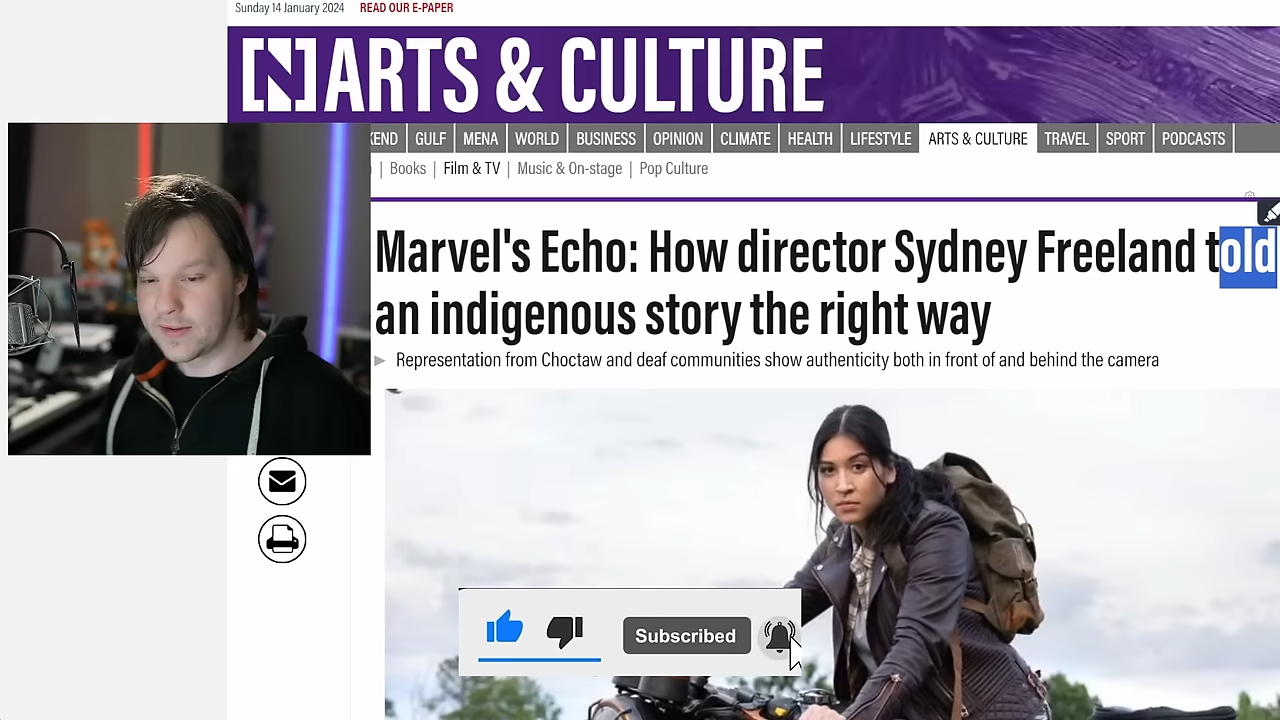 Sunday 14 January 2024 READ OUR E-PAPER
[N] ARTS & CULTURE
KEND GULF MENA WORLD BUSINESS OPINION CLIMATE HEALTH LIFESTYLE ARTS & CULTURE TRAVEL SPORT PODCASTS
| Books | Film & TV | Music & On-stage | Pop Culture
Marvel's Echo: How director Sydney Freeland told
an indigenous story the right way
Representation from Choctaw and deaf communities show authenticity both in front of and behind the camera
Subscribed